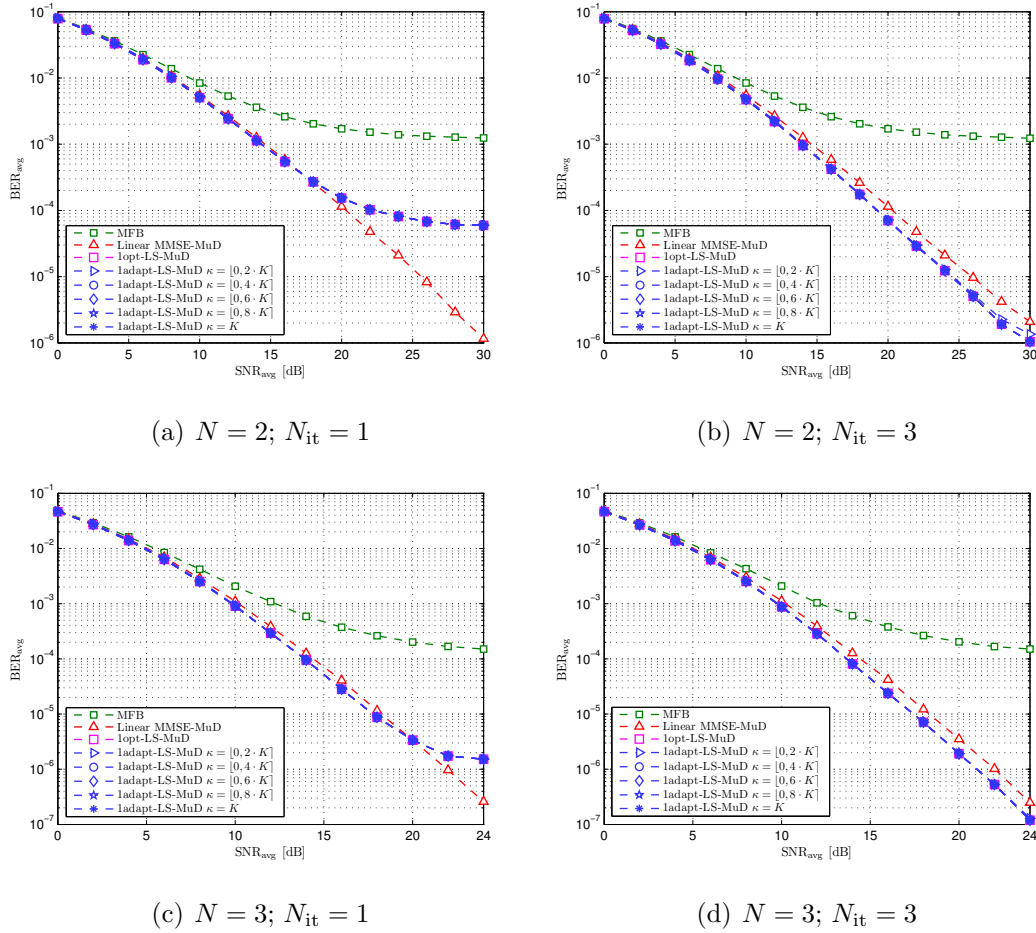 10⁻¹
10⁻²
10⁻³
10⁻⁴
10⁻⁵
10⁻⁶
BER_avg
MFB
Linear MMSE-MuD
1opt-LS-MuD
1adapt-LS-MuD κ = ⌊0,2 · K⌉
1adapt-LS-MuD κ = ⌊0,4 · K⌉
1adapt-LS-MuD κ = ⌊0,6 · K⌉
1adapt-LS-MuD κ = ⌊0,8 · K⌉
1adapt-LS-MuD κ = K
0 5 10 15 20 25 30
SNR_avg [dB]
(a) N = 2; N_it = 1
10⁻¹
10⁻²
10⁻³
10⁻⁴
10⁻⁵
10⁻⁶
BER_avg
MFB
Linear MMSE-MuD
1opt-LS-MuD
1adapt-LS-MuD κ = ⌊0,2 · K⌉
1adapt-LS-MuD κ = ⌊0,4 · K⌉
1adapt-LS-MuD κ = ⌊0,6 · K⌉
1adapt-LS-MuD κ = ⌊0,8 · K⌉
1adapt-LS-MuD κ = K
0 5 10 15 20 25 30
SNR_avg [dB]
(b) N = 2; N_it = 3
10⁻¹
10⁻²
10⁻³
10⁻⁴
10⁻⁵
10⁻⁶
10⁻⁷
BER_avg
MFB
Linear MMSE-MuD
1opt-LS-MuD
1adapt-LS-MuD κ = ⌊0,2 · K⌉
1adapt-LS-MuD κ = ⌊0,4 · K⌉
1adapt-LS-MuD κ = ⌊0,6 · K⌉
1adapt-LS-MuD κ = ⌊0,8 · K⌉
1adapt-LS-MuD κ = K
0 5 10 15 20 24
SNR_avg [dB]
(c) N = 3; N_it = 1
10⁻¹
10⁻²
10⁻³
10⁻⁴
10⁻⁵
10⁻⁶
10⁻⁷
BER_avg
MFB
Linear MMSE-MuD
1opt-LS-MuD
1adapt-LS-MuD κ = ⌊0,2 · K⌉
1adapt-LS-MuD κ = ⌊0,4 · K⌉
1adapt-LS-MuD κ = ⌊0,6 · K⌉
1adapt-LS-MuD κ = ⌊0,8 · K⌉
1adapt-LS-MuD κ = K
0 5 10 15 20 24
SNR_avg [dB]
(d) N = 3; N_it = 3